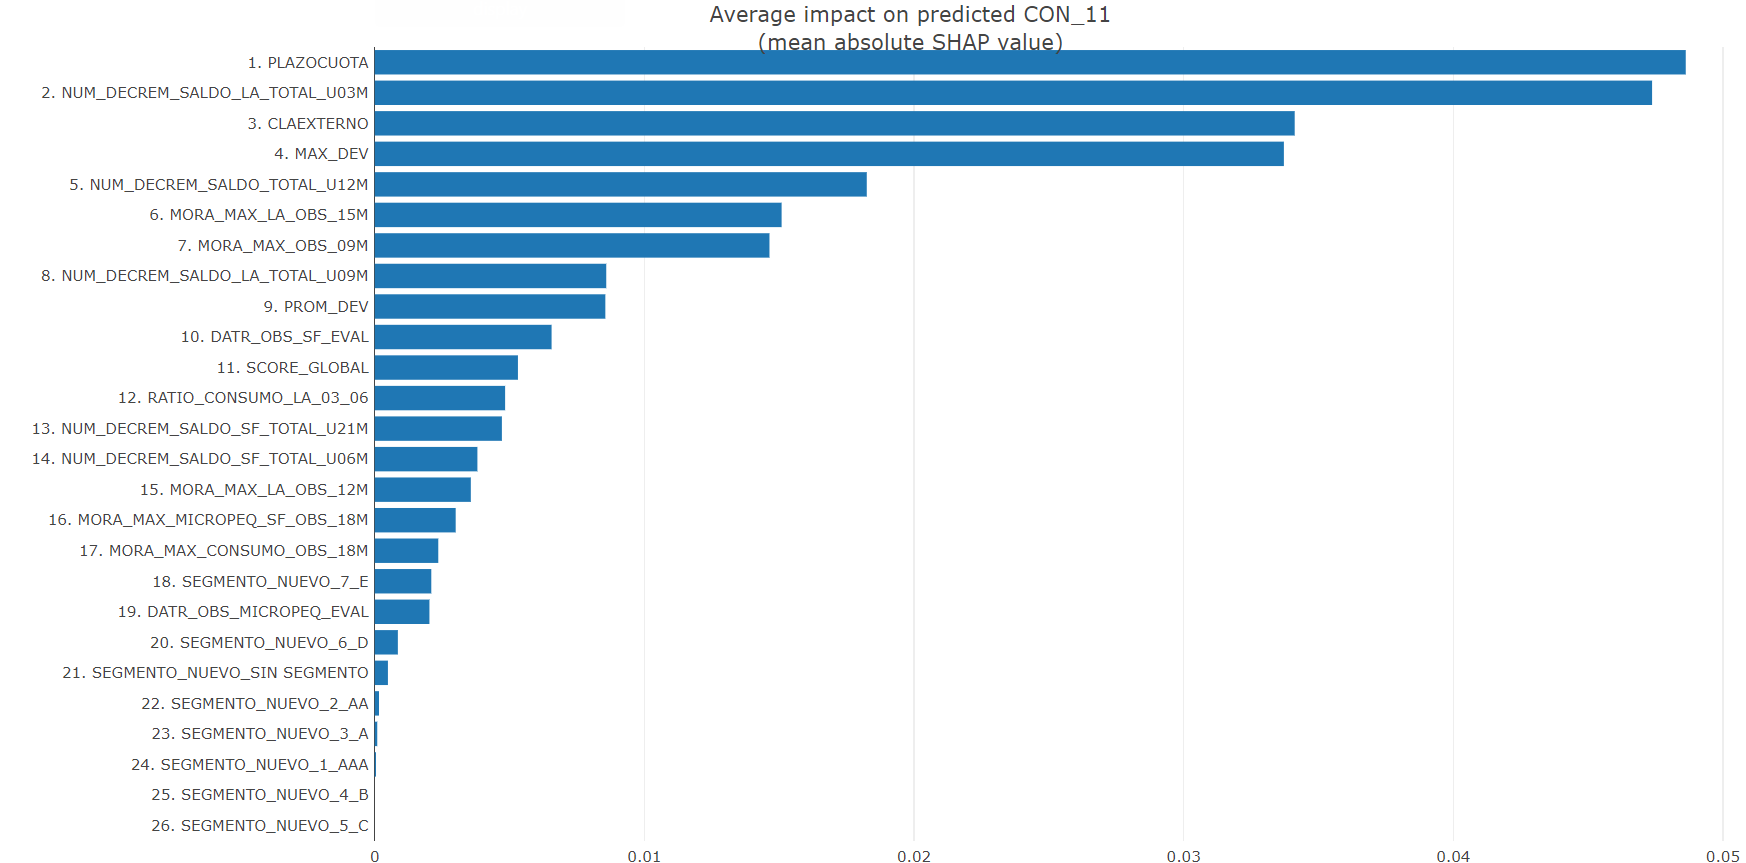 Average impact on predicted CON_11
(mean absolute SHAP value)
1. PLAZOCUOTA
2. NUM_DECREM_SALDO_LA_TOTAL_U03M
3. CLAEXTERNO
4. MAX_DEV
5. NUM_DECREM_SALDO_TOTAL_U12M
6. MORA_MAX_LA_OBS_15M
7. MORA_MAX_OBS_09M
8. NUM_DECREM_SALDO_LA_TOTAL_U09M
9. PROM_DEV
10. DATR_OBS_SF_EVAL
11. SCORE_GLOBAL
12. RATIO_CONSUMO_LA_03_06
13. NUM_DECREM_SALDO_SF_TOTAL_U21M
14. NUM_DECREM_SALDO_SF_TOTAL_U06M
15. MORA_MAX_LA_OBS_12M
16. MORA_MAX_MICROPEQ_SF_OBS_18M
17. MORA_MAX_CONSUMO_OBS_18M
18. SEGMENTO_NUEVO_7_E
19. DATR_OBS_MICROPEQ_EVAL
20. SEGMENTO_NUEVO_6_D
21. SEGMENTO_NUEVO_SIN SEGMENTO
22. SEGMENTO_NUEVO_2_AA
23. SEGMENTO_NUEVO_3_A
24. SEGMENTO_NUEVO_1_AAA
25. SEGMENTO_NUEVO_4_B
26. SEGMENTO_NUEVO_5_C
0 0.01 0.02 0.03 0.04 0.05